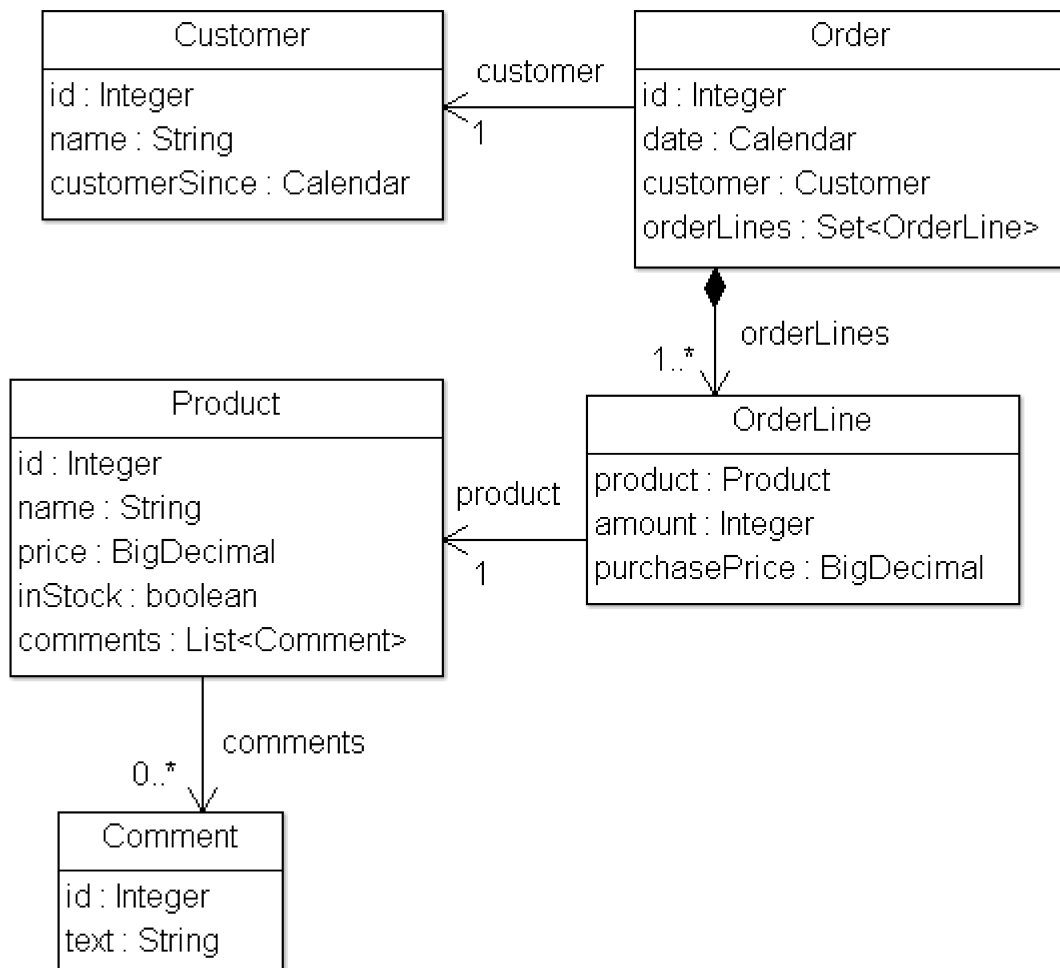 Customer
id : Integer
name : String
customerSince : Calendar
customer
1
Order
id : Integer
date : Calendar
customer : Customer
orderLines : Set<OrderLine>
orderLines
1..*
Product
id : Integer
name : String
price : BigDecimal
inStock : boolean
comments : List<Comment>
product
1
OrderLine
product : Product
amount : Integer
purchasePrice : BigDecimal
comments
0..*
Comment
id : Integer
text : String